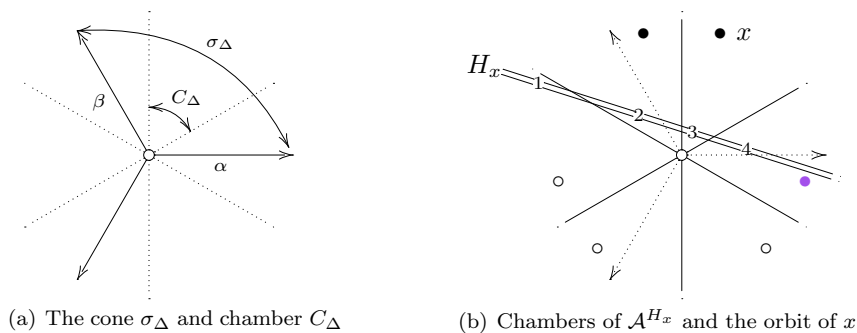 σ_Δ
C_Δ
β
α
(a) The cone σ_Δ and chamber C_Δ
x
H_x
1
2
3
4
(b) Chambers of 𝒜^{H_x} and the orbit of x